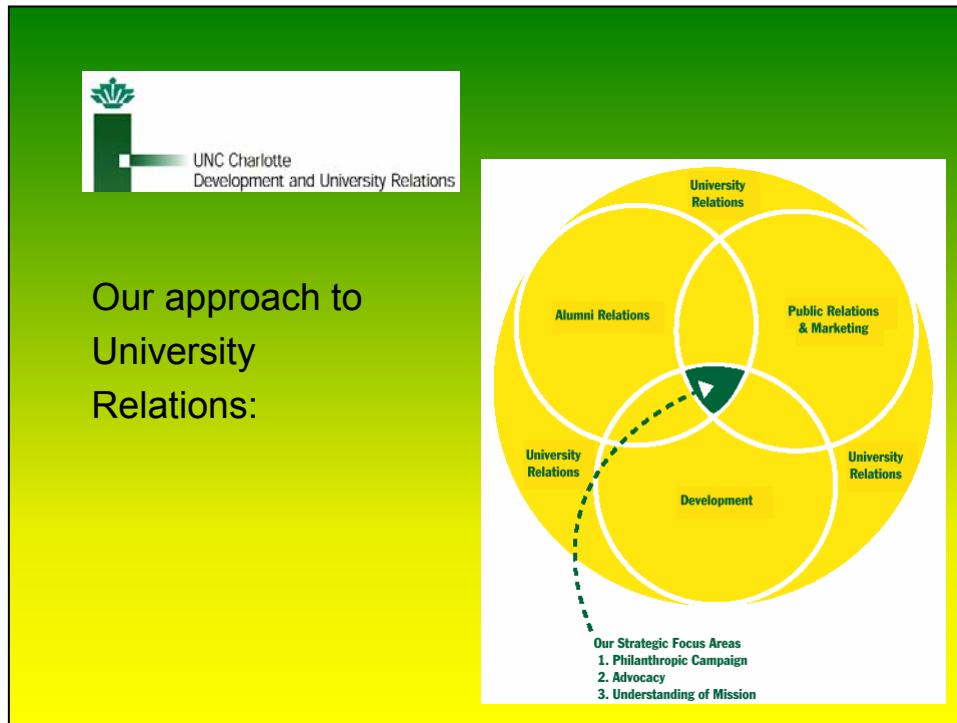 UNC Charlotte
Development and University Relations
Our approach to
University
Relations:
University
Relations
Alumni Relations
Public Relations
& Marketing
University
Relations
University
Relations
Development
Our Strategic Focus Areas
1. Philanthropic Campaign
2. Advocacy
3. Understanding of Mission